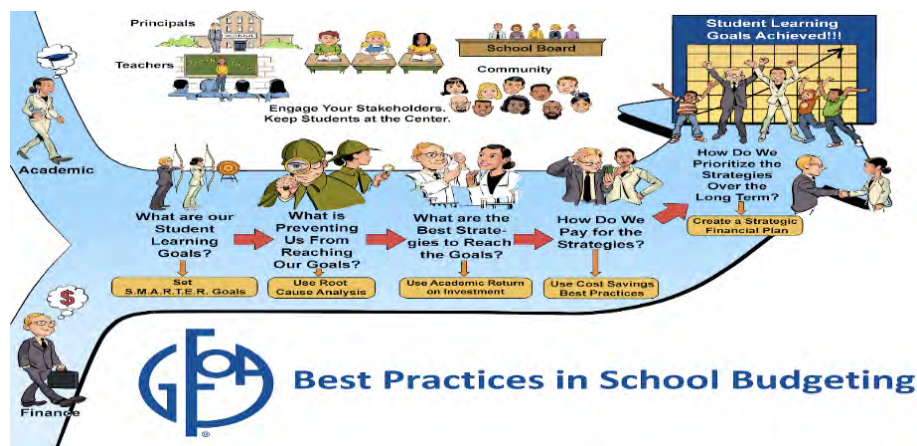 Principals
SCHOOL
Teachers
School Board
Community
Engage Your Stakeholders.
Keep Students at the Center.
Student Learning
Goals Achieved!!!
Academic
What are our
Student
Learning
Goals?
Set
S.M.A.R.T.E.R. Goals
What is
Preventing
Us From
Reaching
Our Goals?
Use Root
Cause Analysis
What are the
Best Strate-
gies to Reach
the Goals?
Use Academic Return
on Investment
How Do We
Pay for the
Strategies?
Use Cost Savings
Best Practices
How Do We
Prioritize the
Strategies
Over the
Long Term?
Create a Strategic
Financial Plan
$
Finance
GFOA
®
Best Practices in School Budgeting